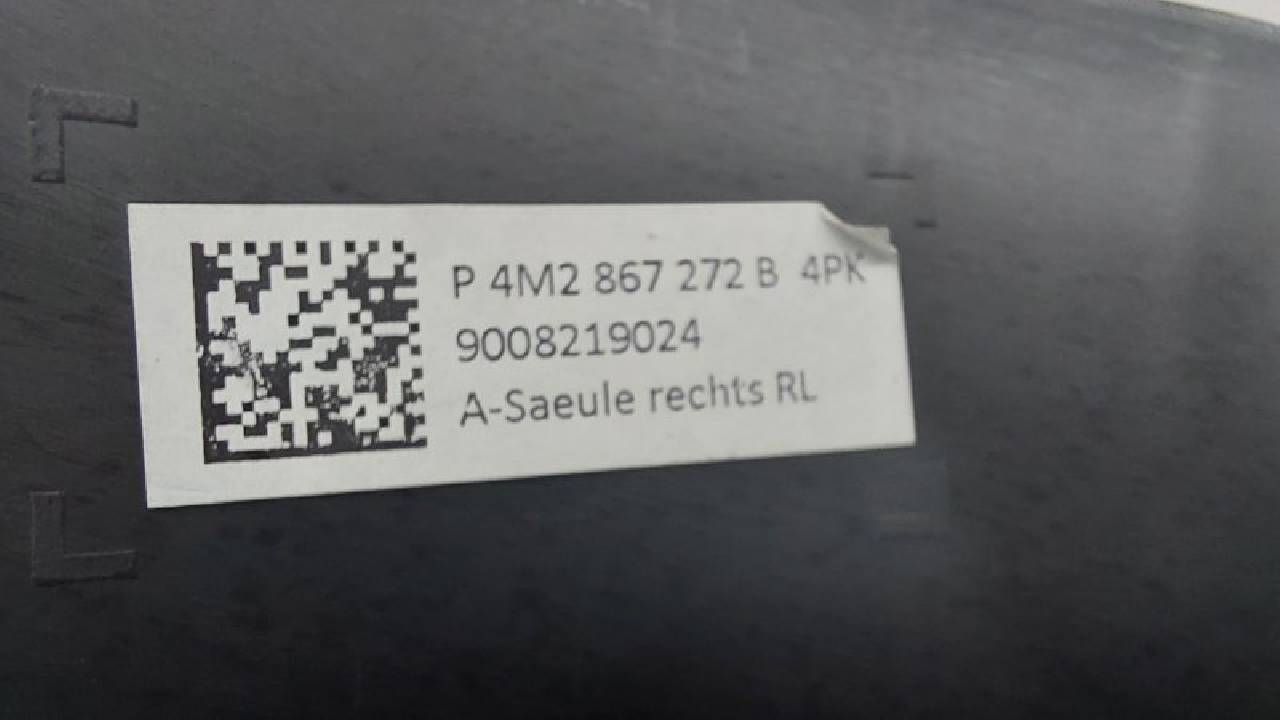 P 4M2 867 272 B 4PK
9008219024
A-Saeule rechts RL